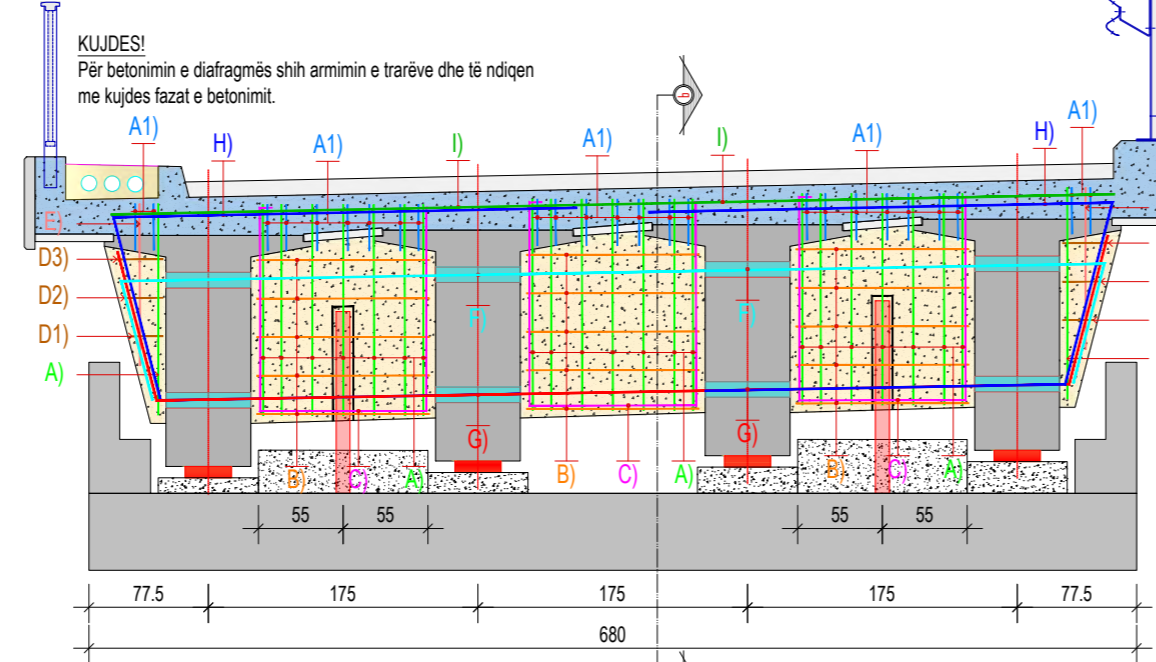 KUJDES!
Për betonimin e diafragmës shih armimin e trarëve dhe të ndiqen
me kujdes fazat e betonimit.
b
A1) H) A1) I) A1) I) A1) H) A1)
E)
D3)
D2)
D1)
A)
F) F)
G) G)
B) C) A) B) C) A) B) C) A)
55 55 55 55
77.5 175 175 175 77.5
680